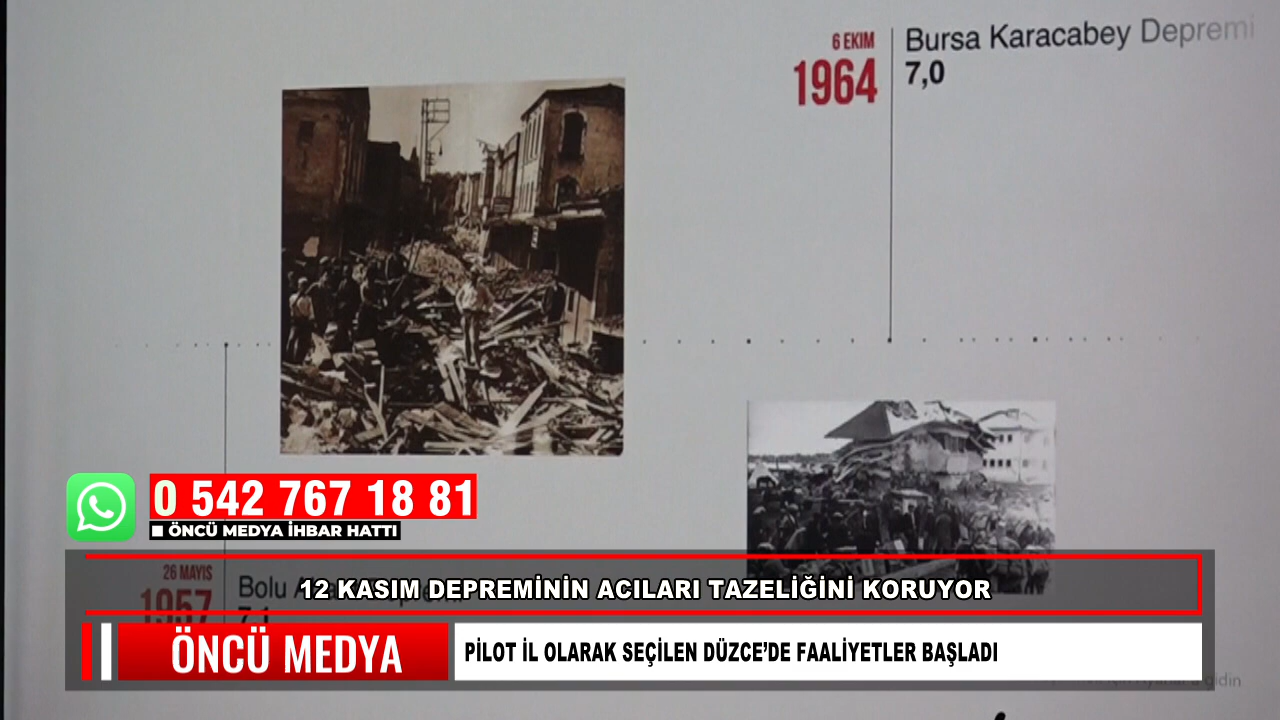 6 EKİM
1964
Bursa Karacabey Depremi
7,0
0 542 767 18 81
ÖNCÜ MEDYA İHBAR HATTI
26 MAYIS
1957
Bolu
12 KASIM DEPREMİNİN ACILARI TAZELİĞİNİ KORUYOR
ÖNCÜ MEDYA
PİLOT İL OLARAK SEÇİLEN DÜZCE'DE FAALİYETLER BAŞLADI